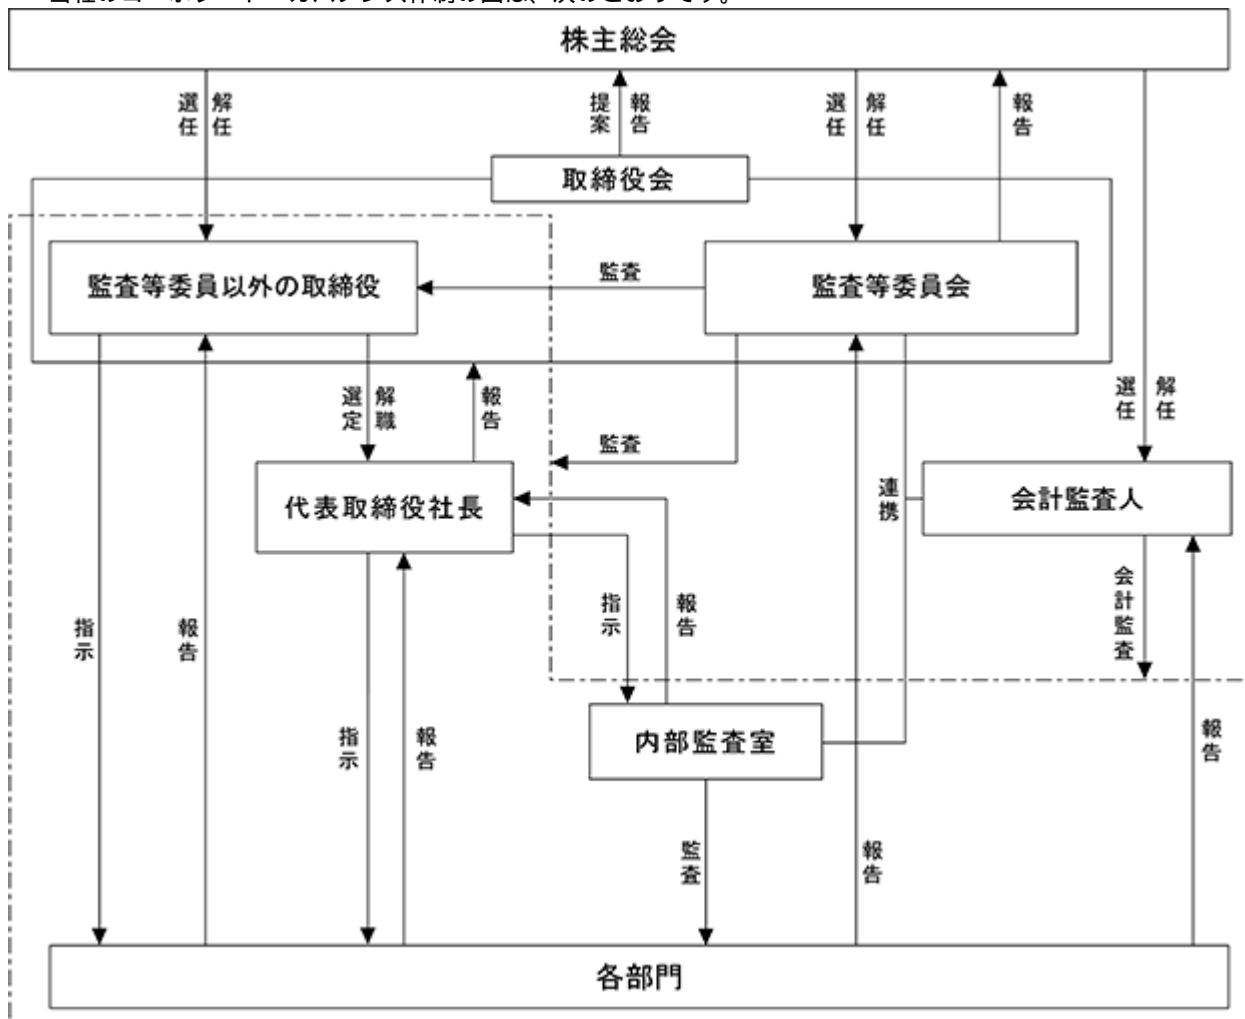 株主総会
選任
解任
提案
報告
選任
解任
報告
取締役会
監査等委員以外の取締役
監査
監査等委員会
選定
解職
報告
監査
選任
解任
代表取締役社長
連携
会計監査人
指示
報告
指示
報告
会計監査
内部監査室
指示
報告
報告
監査
報告
各部門